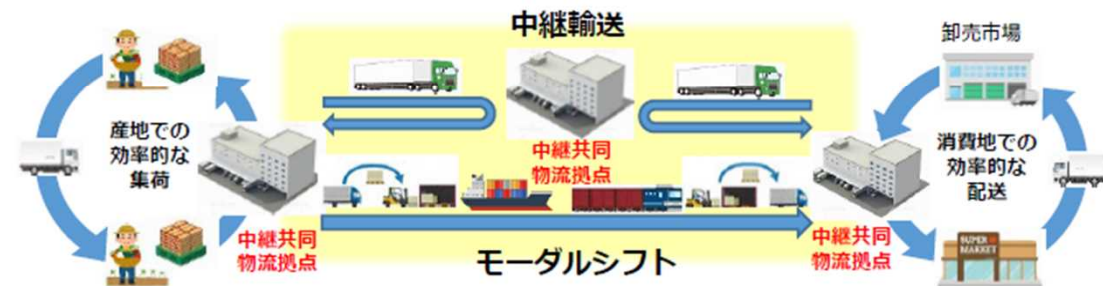 中継輸送
産地での
効率的な
集荷
中継共同
物流拠点
中継共同
物流拠点
モーダルシフト
中継共同
物流拠点
卸売市場
消費地での
効率的な
配送
SUPER
MARKET